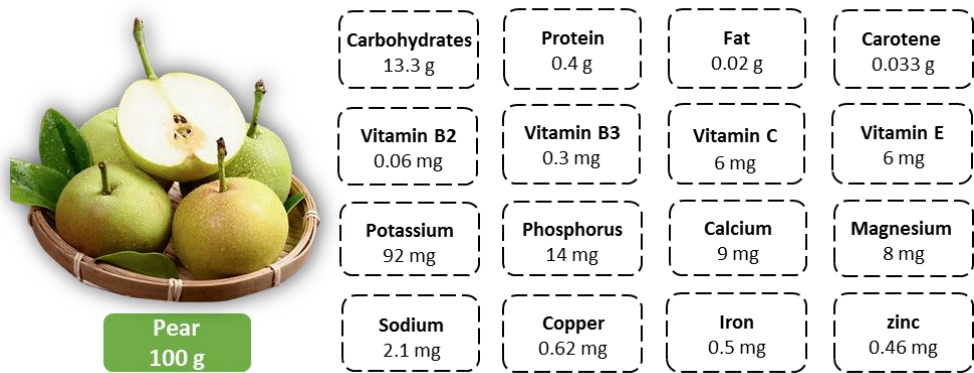 Carbohydrates
13.3 g
Protein
0.4 g
Fat
0.02 g
Carotene
0.033 g
Vitamin B2
0.06 mg
Vitamin B3
0.3 mg
Vitamin C
6 mg
Vitamin E
6 mg
Potassium
92 mg
Phosphorus
14 mg
Calcium
9 mg
Magnesium
8 mg
Sodium
2.1 mg
Copper
0.62 mg
Iron
0.5 mg
zinc
0.46 mg
Pear
100 g